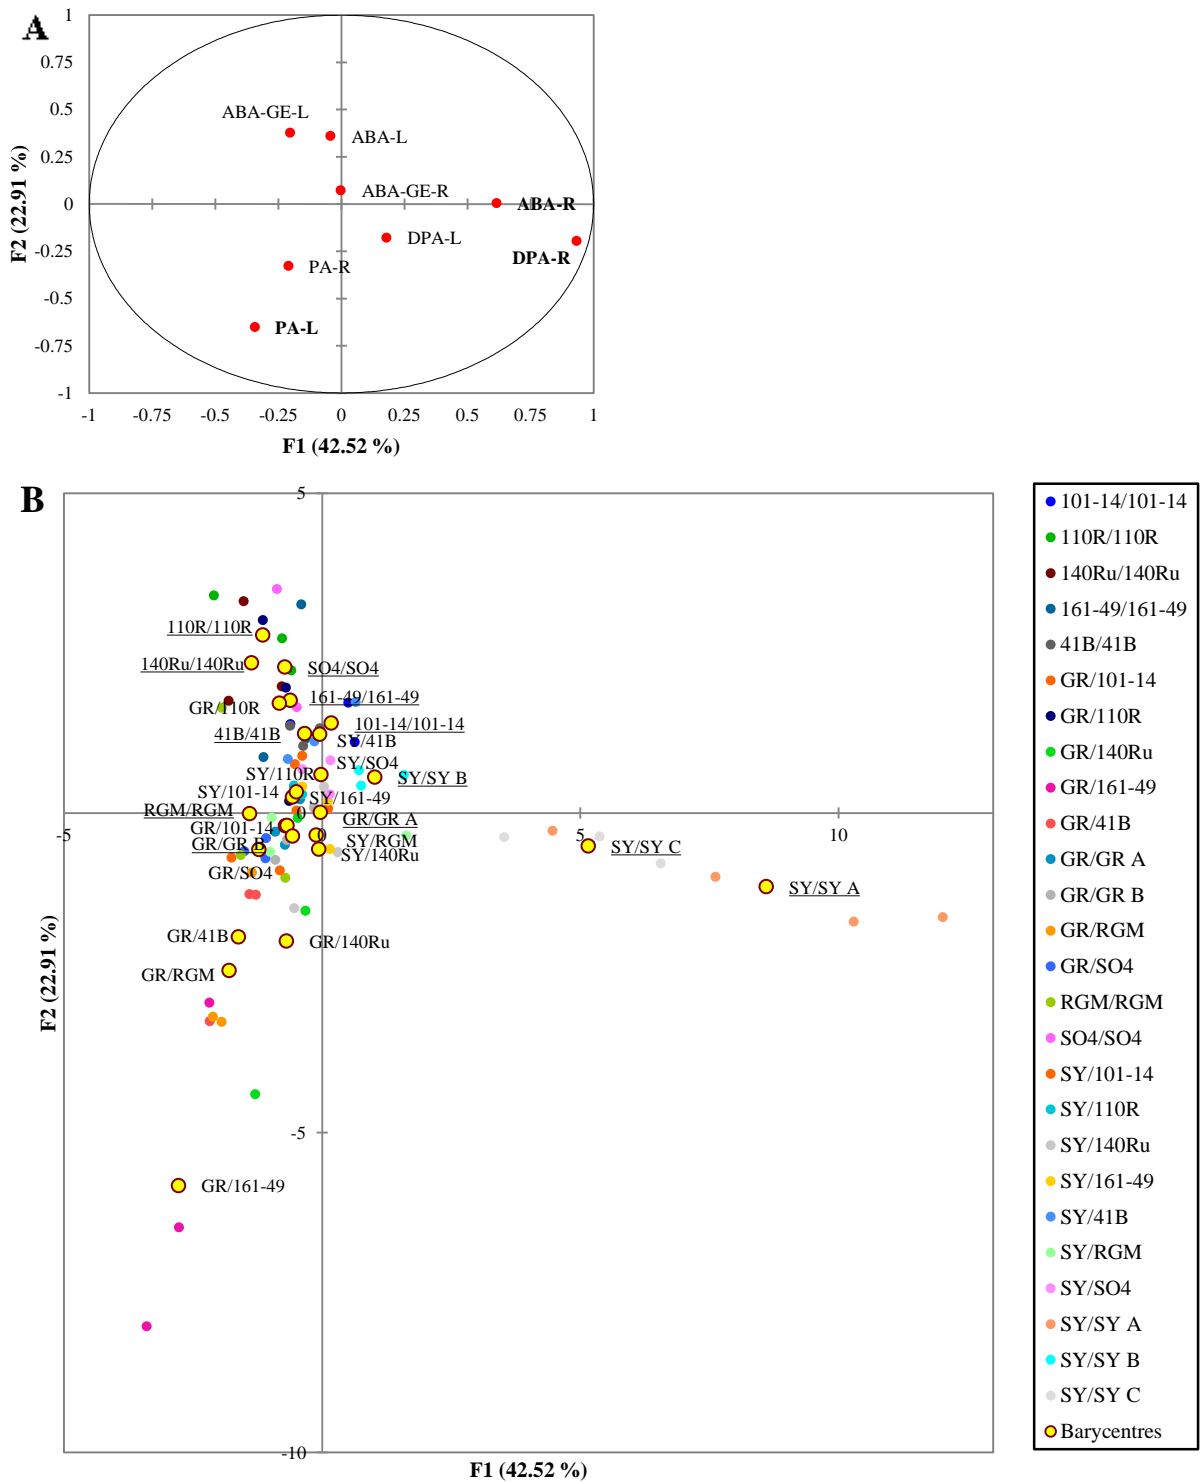 A
1
0.75
0.5
0.25
0
-0.25
-0.5
-0.75
-1
F2 (22.91 %)
ABA-GE-L
ABA-L
ABA-GE-R
ABA-R
DPA-L
DPA-R
PA-R
PA-L
-1 -0.75 -0.5 -0.25 0 0.25 0.5 0.75 1
F1 (42.52 %)
B
5
0
-5
-10
-5 0 5 10
F2 (22.91 %)
110R/110R
140Ru/140Ru
SO4/SO4
161-49/161-49
GR/110R
101-14/101-14
41B/41B
SY/41B
SY/SO4
SY/110R
SY/SY B
SY/101-14
SY/161-49
RGM/RGM
GR/GR A
GR/101-14
SY/RGM
GR/GR B
SY/140Ru
GR/SO4
SY/SY C
SY/SY A
GR/41B
GR/140Ru
GR/RGM
GR/161-49
F1 (42.52 %)
101-14/101-14
110R/110R
140Ru/140Ru
161-49/161-49
41B/41B
GR/101-14
GR/110R
GR/140Ru
GR/161-49
GR/41B
GR/GR A
GR/GR B
GR/RGM
GR/SO4
RGM/RGM
SO4/SO4
SY/101-14
SY/110R
SY/140Ru
SY/161-49
SY/41B
SY/RGM
SY/SO4
SY/SY A
SY/SY B
SY/SY C
Barycentres